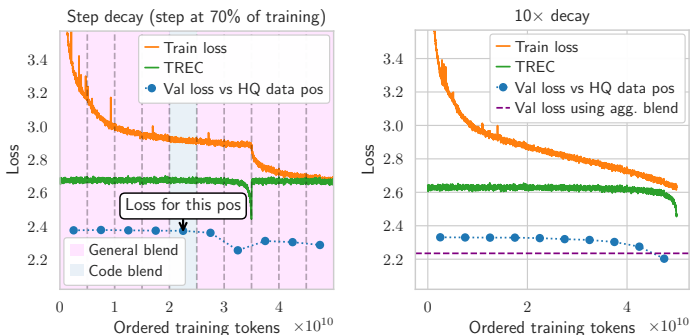 Step decay (step at 70% of training)
3.4
3.2
3.0
2.8
2.6
2.4
2.2
Loss
Train loss
TREC
Val loss vs HQ data pos
Loss for this pos
General blend
Code blend
0 1 2 3 4
Ordered training tokens ×10^10
10× decay
3.4
3.2
3.0
2.8
2.6
2.4
2.2
Loss
Train loss
TREC
Val loss vs HQ data pos
Val loss using agg. blend
0 2 4
Ordered training tokens ×10^10